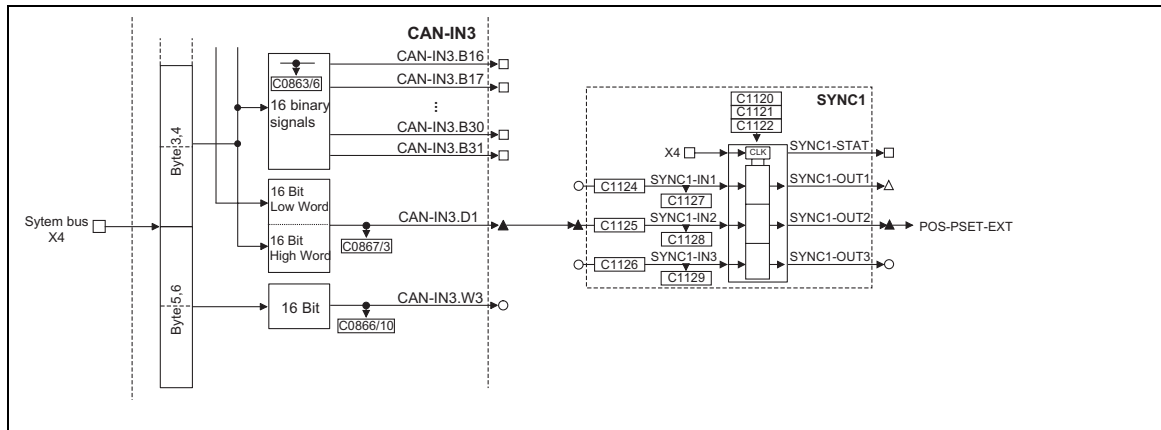 CAN-IN3
CAN-IN3.B16
C0863/6
CAN-IN3.B17
16 binary
signals
...
CAN-IN3.B30
CAN-IN3.B31
Byte 3,4
16 Bit
Low Word
CAN-IN3.D1
16 Bit
High Word
C0867/3
Sytem bus
X4
Byte 5,6
16 Bit
CAN-IN3.W3
C0866/10
C1120
SYNC1
C1121
C1122
X4
CLK
SYNC1-STAT
C1124
SYNC1-IN1
C1127
SYNC1-OUT1
C1125
SYNC1-IN2
C1128
SYNC1-OUT2
POS-PSET-EXT
C1126
SYNC1-IN3
C1129
SYNC1-OUT3